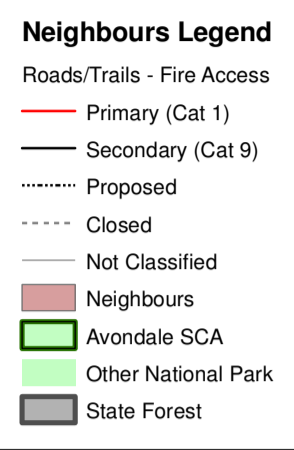 Neighbours Legend
Roads/Trails - Fire Access
Primary (Cat 1)
Secondary (Cat 9)
Proposed
Closed
Not Classified
Neighbours
Avondale SCA
Other National Park
State Forest